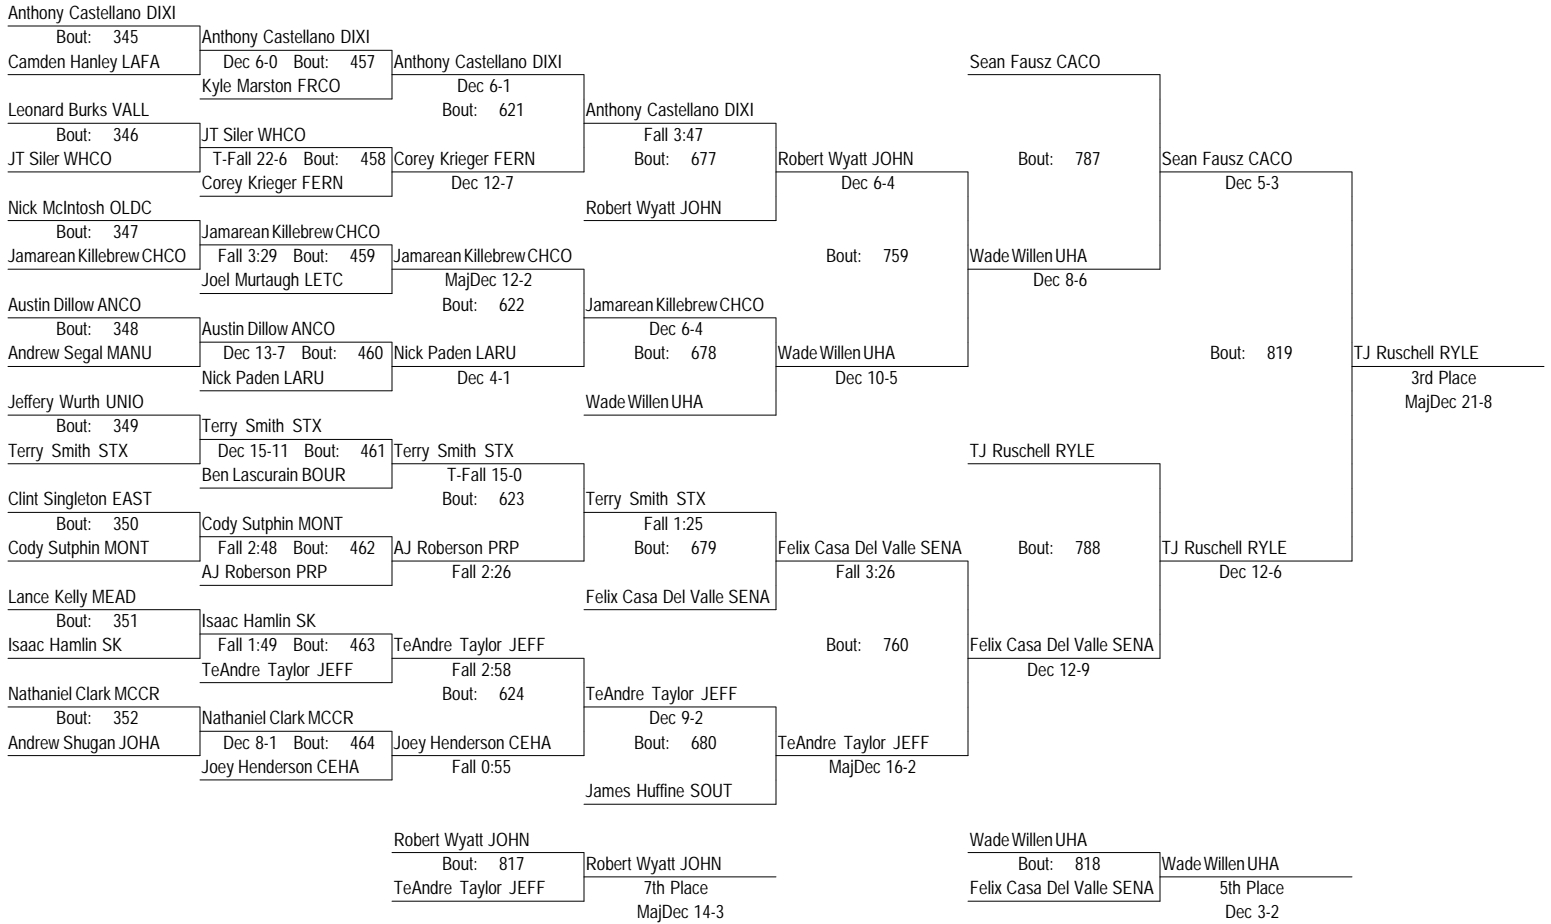 Anthony Castellano DIXI
Bout: 345
Camden Hanley LAFA
Leonard Burks VALL
Bout: 346
JT Siler WHCO
Nick McIntosh OLDC
Bout: 347
Jamarean Killebrew CHCO
Austin Dillow ANCO
Bout: 348
Andrew Segal MANU
Jeffery Wurth UNIO
Bout: 349
Terry Smith STX
Clint Singleton EAST
Bout: 350
Cody Sutphin MONT
Lance Kelly MEAD
Bout: 351
Isaac Hamlin SK
Nathaniel Clark MCCR
Bout: 352
Andrew Shugan JOHA
Anthony Castellano DIXI
Dec 6-0 Bout: 457
Kyle Marston FRCO
JT Siler WHCO
T-Fall 22-6 Bout: 458
Corey Krieger FERN
Jamarean Killebrew CHCO
Fall 3:29 Bout: 459
Joel Murtaugh LETC
Austin Dillow ANCO
Dec 13-7 Bout: 460
Nick Paden LARU
Terry Smith STX
Dec 15-11 Bout: 461
Ben Lascurain BOUR
Cody Sutphin MONT
Fall 2:48 Bout: 462
AJ Roberson PRP
Isaac Hamlin SK
Fall 1:49 Bout: 463
TeAndre Taylor JEFF
Nathaniel Clark MCCR
Dec 8-1 Bout: 464
Joey Henderson CEHA
Anthony Castellano DIXI
Dec 6-1
Bout: 621
Corey Krieger FERN
Dec 12-7
Jamarean Killebrew CHCO
MajDec 12-2
Bout: 622
Nick Paden LARU
Dec 4-1
Terry Smith STX
T-Fall 15-0
Bout: 623
AJ Roberson PRP
Fall 2:26
TeAndre Taylor JEFF
Fall 2:58
Bout: 624
Joey Henderson CEHA
Fall 0:55
Anthony Castellano DIXI
Fall 3:47
Bout: 677
Robert Wyatt JOHN
Jamarean Killebrew CHCO
Dec 6-4
Bout: 678
Wade Willen UHA
Terry Smith STX
Fall 1:25
Bout: 679
Felix Casa Del Valle SENA
TeAndre Taylor JEFF
Dec 9-2
Bout: 680
James Huffine SOUT
Robert Wyatt JOHN
Dec 6-4
Bout: 759
Wade Willen UHA
Dec 10-5
Felix Casa Del Valle SENA
Fall 3:26
Bout: 760
TeAndre Taylor JEFF
MajDec 16-2
Sean Fausz CACO
Bout: 787
Wade Willen UHA
Dec 8-6
TJ Ruschell RYLE
Bout: 788
Felix Casa Del Valle SENA
Dec 12-9
Sean Fausz CACO
Dec 5-3
Bout: 819
TJ Ruschell RYLE
Dec 12-6
TJ Ruschell RYLE
3rd Place
MajDec 21-8
Robert Wyatt JOHN
Bout: 817
TeAndre Taylor JEFF
Robert Wyatt JOHN
7th Place
MajDec 14-3
Wade Willen UHA
Bout: 818
Felix Casa Del Valle SENA
Wade Willen UHA
5th Place
Dec 3-2